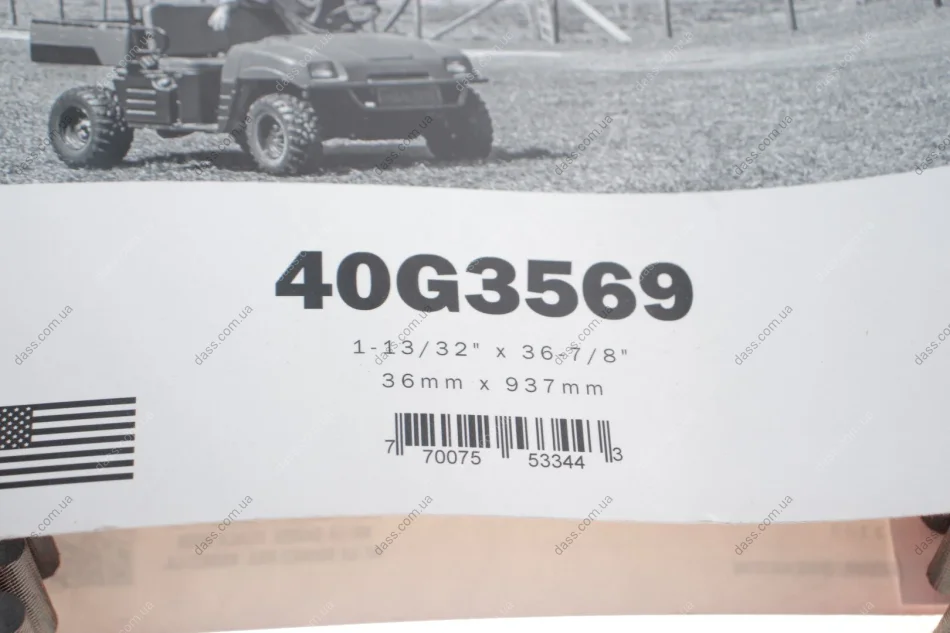 40G3569
1-13/32" x 36-7/8"
36mm x 937mm
7 70075 53344 3
dass.com.ua